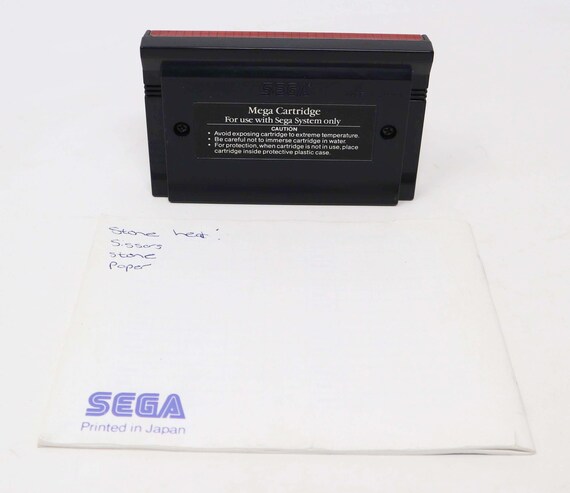 SEGA
Mega Cartridge
For use with Sega System only
CAUTION
• Avoid exposing cartridge to extreme temperature.
• Be careful not to immerse cartridge in water.
• For protection, when cartridge is not in use, place
cartridge inside protective plastic case.
Stone
Sissors
stone
Paper
SEGA
Printed in Japan